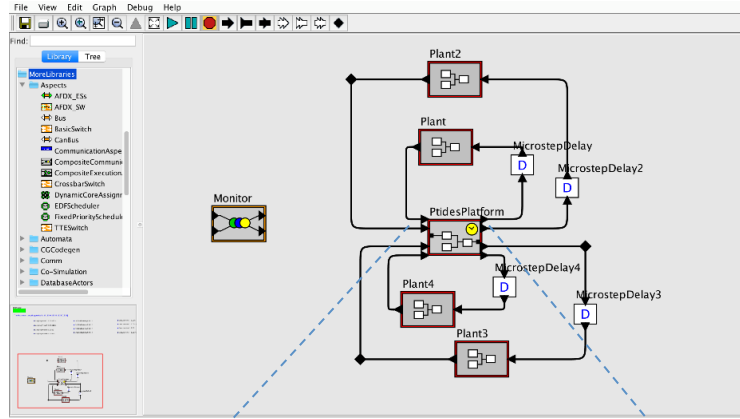 File View Edit Graph Debug Help
Find:
Library Tree
MoreLibraries
Aspects
AFDX_ESs
AFDX_SW
Bus
BasicSwitch
CanBus
CommunicationAspe
CompositeCommuni
CompositeExecution.
CrossbarSwitch
DynamicCoreAssignr
EDFScheduler
FixedPrioritySchedul
TTESwitch
Automata
CGCodegen
Comm
Co-Simulation
DatabaseActors
Monitor
Plant2
Plant
MicrostepDelay
D
MicrostepDelay2
D
PtidesPlatform
MicrostepDelay4
D
Plant4
MicrostepDelay3
D
Plant3